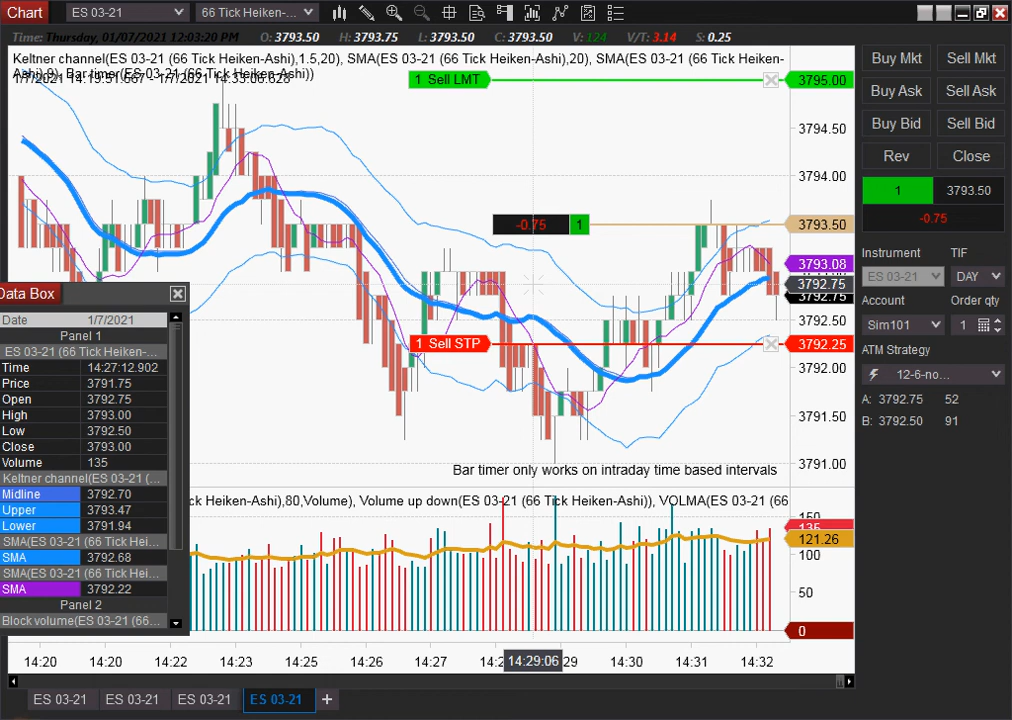 Chart ES 03-21 66 Tick Heiken-...
Time: Thursday, 01/07/2021 12:03:20 PM O: 3793.50 H: 3793.75 L: 3793.50 C: 3793.50 V: 124 V/T: 3.14 S: 0.25
Keltner channel(ES 03-21 (66 Tick Heiken-Ashi),1.5,20), SMA(ES 03-21 (66 Tick Heiken-Ashi),20), SMA(ES 03-21 (66 Tick Heiken-
Ashi),9), Bar timer(ES 03-21 (66 Tick Heiken-Ashi))
1/7/2021 14:19:51.667 - 1/7/2021 14:33:06.628
1 Sell LMT
3795.00
3794.50
3794.00
-0.75 1
3793.50
3793.08
3792.75
3792.75
3792.50
1 Sell STP
3792.25
3792.00
3791.50
3791.00
Bar timer only works on intraday time based intervals
ck Heiken-Ashi),80,Volume), Volume up down(ES 03-21 (66 Tick Heiken-Ashi)), VOLMA(ES 03-21 (66
150
135
121.26
100
50
0
14:20 14:20 14:22 14:23 14:25 14:26 14:27 14:29:06 14:30 14:31 14:32
ES 03-21 ES 03-21 ES 03-21 ES 03-21 +
Data Box
Date 1/7/2021
Panel 1
ES 03-21 (66 Tick Heiken-...
Time 14:27:12.902
Price 3791.75
Open 3792.75
High 3793.00
Low 3792.50
Close 3793.00
Volume 135
Keltner channel(ES 03-21 (...
Midline 3792.70
Upper 3793.47
Lower 3791.94
SMA(ES 03-21 (66 Tick Hei...
SMA 3792.68
SMA(ES 03-21 (66 Tick Hei...
SMA 3792.22
Panel 2
Block volume(ES 03-21 (66...
Buy Mkt Sell Mkt
Buy Ask Sell Ask
Buy Bid Sell Bid
Rev Close
1 3793.50
-0.75
Instrument TIF
ES 03-21 DAY
Account Order qty
Sim101 1
ATM Strategy
12-6-no...
A: 3792.75 52
B: 3792.50 91